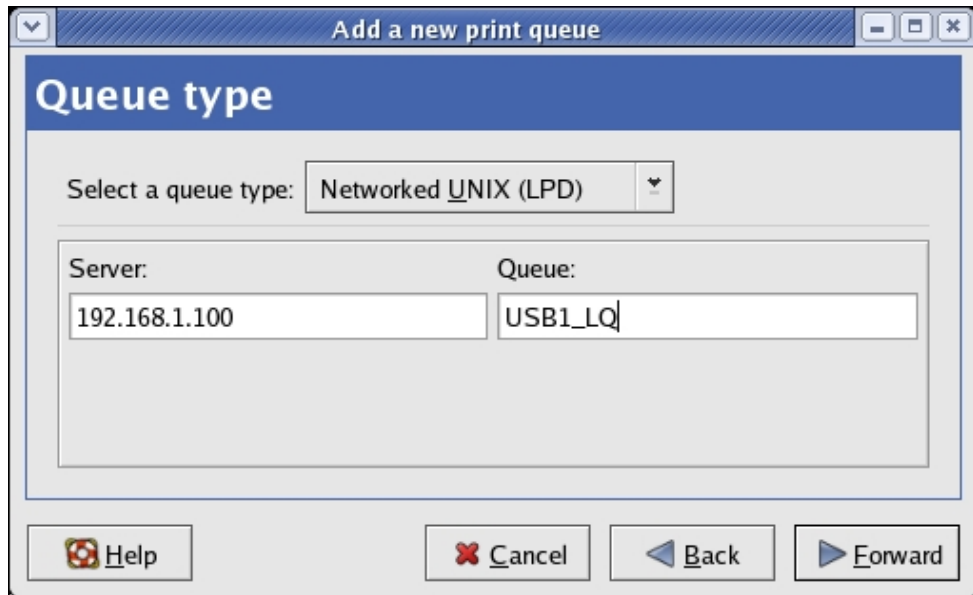 Add a new print queue
Queue type
Select a queue type: Networked UNIX (LPD)
Server: Queue:
192.168.1.100 USB1_LQ
Help Cancel Back Forward